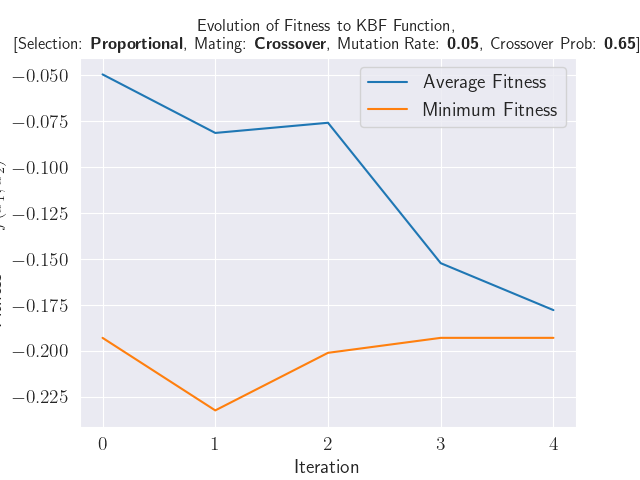 Evolution of Fitness to KBF Function,
[Selection: Proportional, Mating: Crossover, Mutation Rate: 0.05, Crossover Prob: 0.65]
Average Fitness
Minimum Fitness
−0.050
−0.075
−0.100
−0.125
−0.150
−0.175
−0.200
−0.225
0 1 2 3 4
Iteration